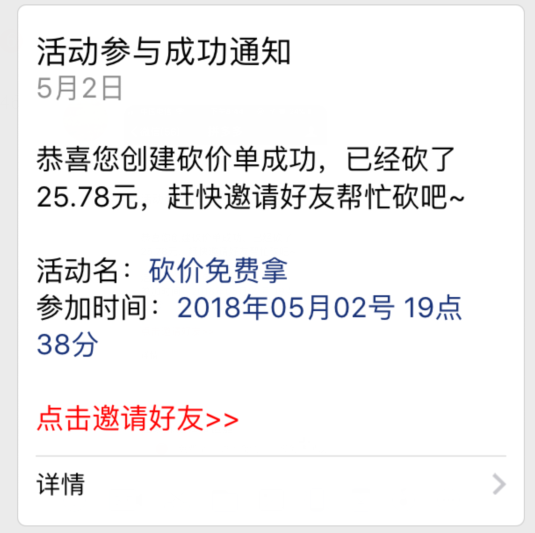 活动参与成功通知
5月2日
恭喜您创建砍价单成功，已经砍了
25.78元，赶快邀请好友帮忙砍吧~
活动名：砍价免费拿
参加时间：2018年05月02号 19点
38分
点击邀请好友>>
详情